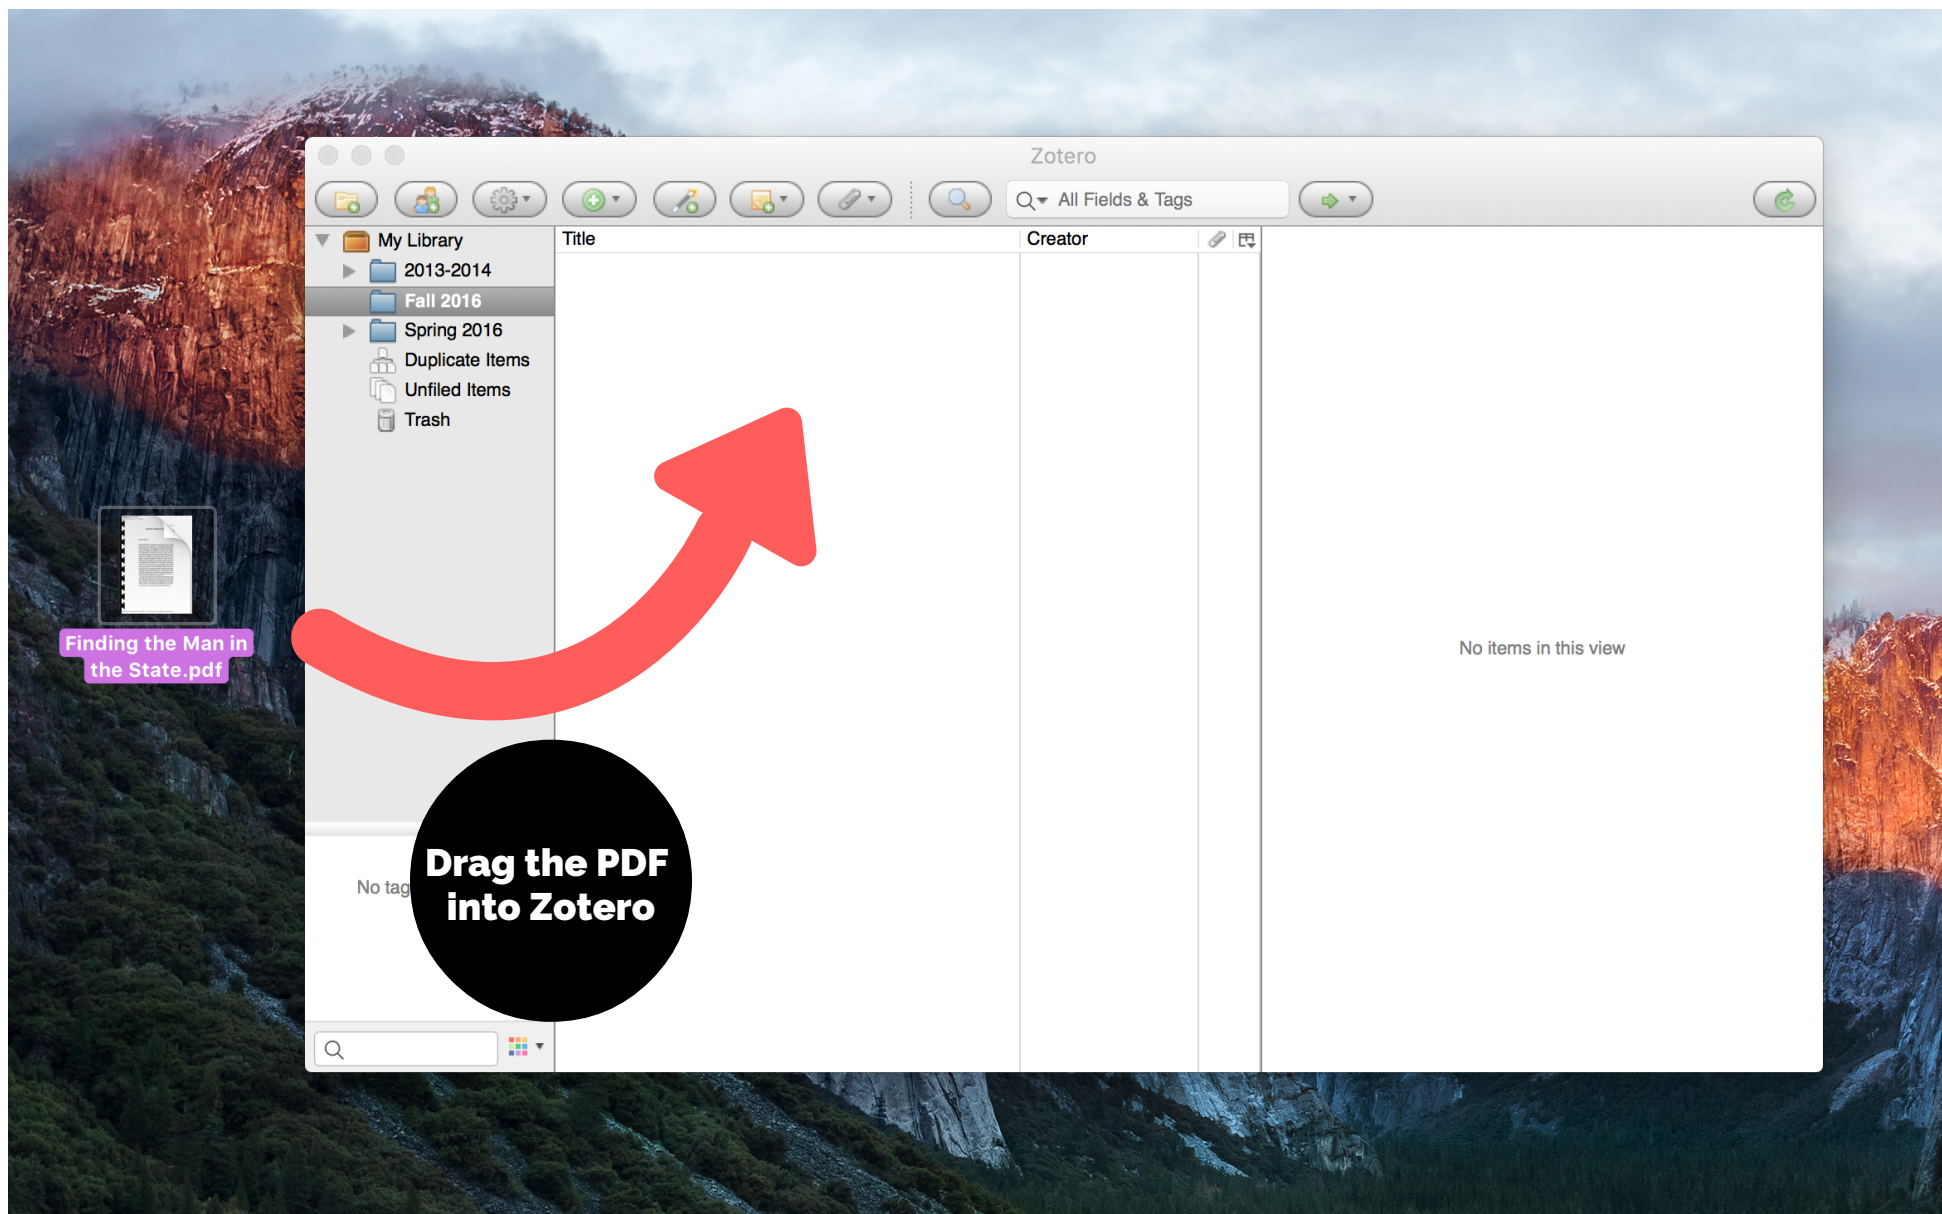 Zotero
All Fields & Tags
My Library
2013-2014
Fall 2016
Spring 2016
Duplicate Items
Unfiled Items
Trash
Title
Creator
No items in this view
Finding the Man in
the State.pdf
Drag the PDF
into Zotero
No tag